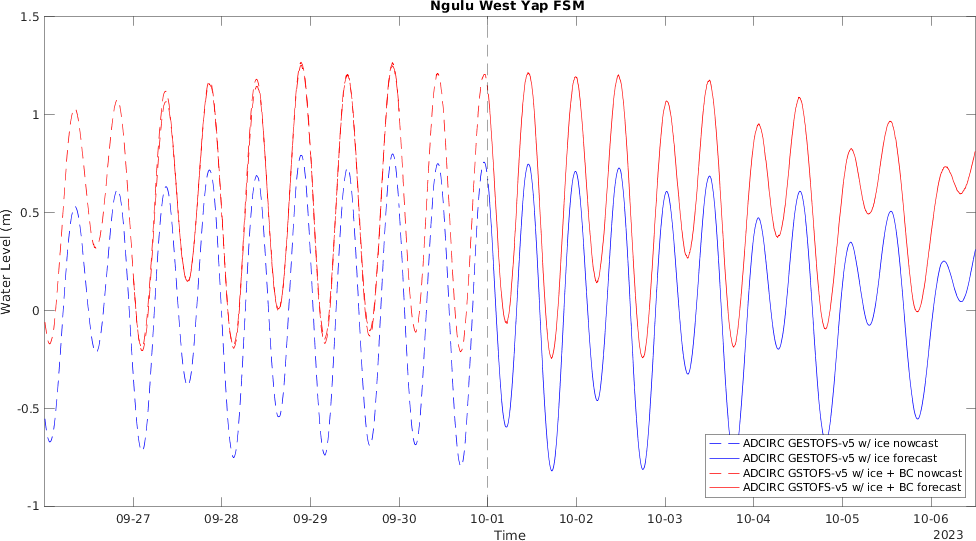 Ngulu West Yap FSM
1.5
1
0.5
0
-0.5
-1
Water Level (m)
ADCIRC GESTOFS-v5 w/ ice nowcast
ADCIRC GESTOFS-v5 w/ ice forecast
ADCIRC GSTOFS-v5 w/ ice + BC nowcast
ADCIRC GSTOFS-v5 w/ ice + BC forecast
09-27 09-28 09-29 09-30 10-01 10-02 10-03 10-04 10-05 10-06
Time
2023